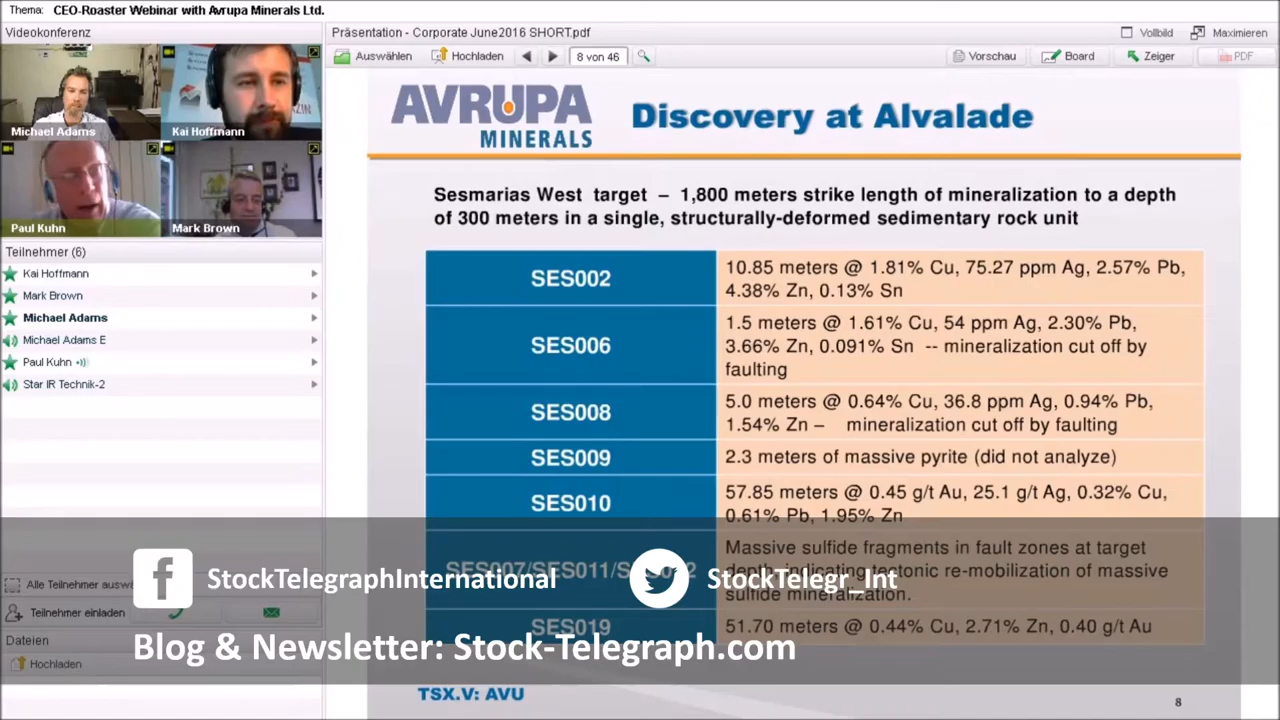 Thema: CEO-Roaster Webinar with Avrupa Minerals Ltd.
Videokonferenz
Michael Adams
Kai Hoffmann
Paul Kuhn
Mark Brown
Teilnehmer (6)
Kai Hoffmann
Mark Brown
Michael Adams
Michael Adams E
Paul Kuhn
Star IR Technik-2
Alle Teilnehmer
Teilnehmer einladen
Dateien
Hochladen
Präsentation - Corporate June2016 SHORT.pdf
Vollbild
Maximieren
Auswählen
Hochladen
8 von 46
Vorschau
Board
Zeiger
PDF
AVRUPA
MINERALS
Discovery at Alvalade
Sesmarias West target – 1,800 meters strike length of mineralization to a depth
of 300 meters in a single, structurally-deformed sedimentary rock unit
SES002
10.85 meters @ 1.81% Cu, 75.27 ppm Ag, 2.57% Pb,
4.38% Zn, 0.13% Sn
SES006
1.5 meters @ 1.61% Cu, 54 ppm Ag, 2.30% Pb,
3.66% Zn, 0.091% Sn -- mineralization cut off by
faulting
SES008
5.0 meters @ 0.64% Cu, 36.8 ppm Ag, 0.94% Pb,
1.54% Zn – mineralization cut off by faulting
SES009
2.3 meters of massive pyrite (did not analyze)
SES010
57.85 meters @ 0.45 g/t Au, 25.1 g/t Ag, 0.32% Cu,
0.61% Pb, 1.95% Zn
SES007/SES011/
Massive sulfide fragments in fault zones at target
depth, indicating tectonic re-mobilization of massive
sulfide mineralization.
SES019
51.70 meters @ 0.44% Cu, 2.71% Zn, 0.40 g/t Au
StockTelegraphInternational
StockTelegr_Int
Blog & Newsletter: Stock-Telegraph.com
TSX.V: AVU
8